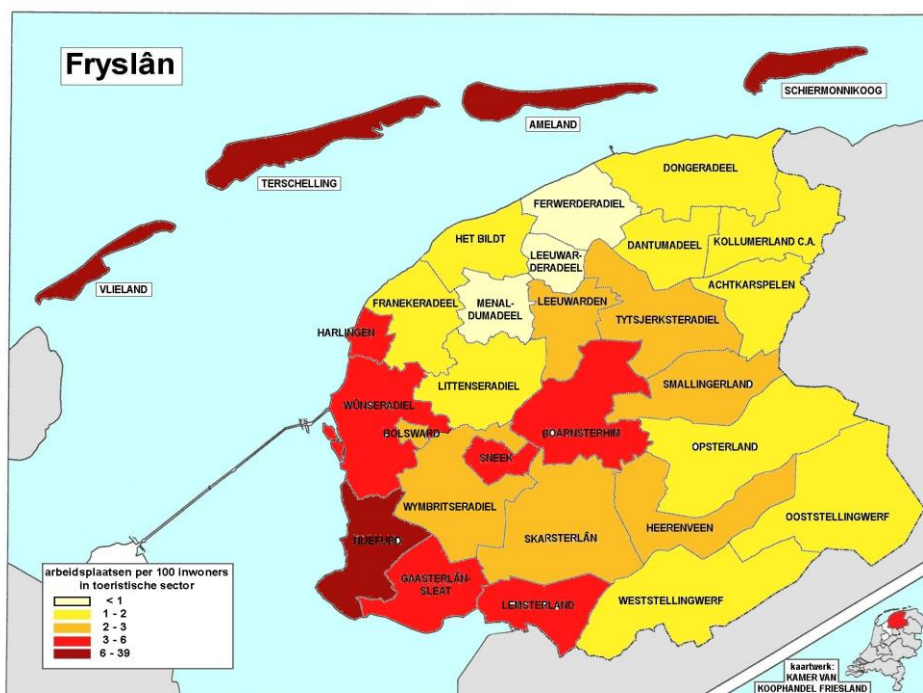 Fryslân
SCHIERMONNIKOOG
AMELAND
TERSCHELLING
VLIELAND
DONGERADEEL
FERWERDERADIEL
HET BILDT
DANTUMADEEL
KOLLUMERLAND C.A.
LEEUWAR-
DERADEEL
ACHTKARSPELEN
FRANEKERADEEL
MENAL-
DUMADEEL
LEEUWARDEN
TYTSJERKSTERADIEL
HARLINGEN
LITTENSERADIEL
SMALLINGERLAND
WÛNSERADIEL
BOLSWARD
SNEEK
BOARNSTERHIM
OPSTERLAND
WYMBRITSERADIEL
OOSTSTELLINGWERF
HEERENVEEN
SKARSTERLÂN
NIJEFURD
GAASTERLÂN-
SLEAT
LEMSTERLAND
WESTSTELLINGWERF
arbeidsplaatsen per 100 inwoners
in toeristische sector
< 1
1 - 2
2 - 3
3 - 6
6 - 39
kaartwerk:
KAMER VAN
KOOPHANDEL FRIESLAND